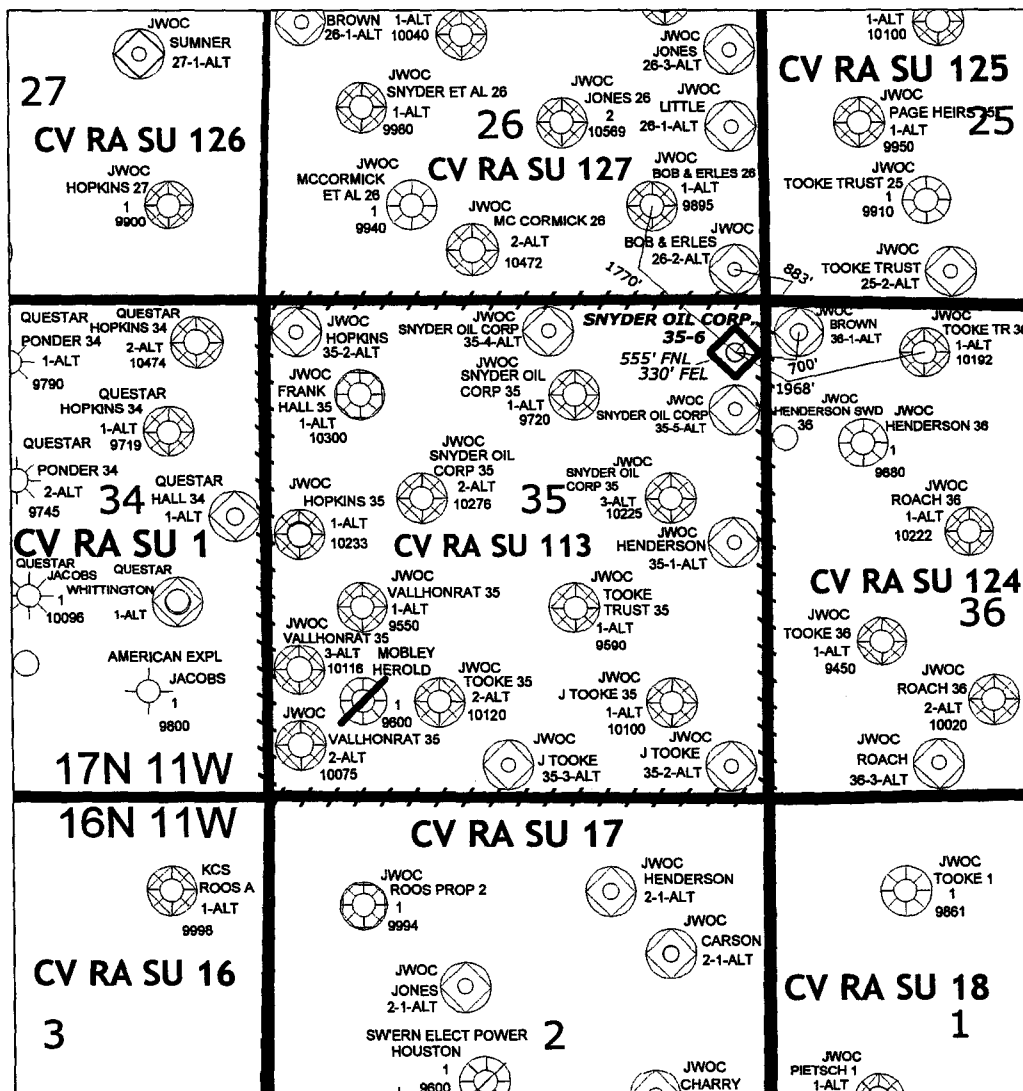 JWOC
SUMNER
27-1-ALT
27
CV RA SU 126
JWOC
HOPKINS 27
1
9900
BROWN
26-1-ALT
1-ALT
10040
JWOC
JONES
26-3-ALT
JWOC
SNYDER ET AL 26
1-ALT
9980
26
JWOC
JONES 26
2
10569
JWOC
LITTLE
26-1-ALT
CV RA SU 127
JWOC
MCCORMICK
ET AL 26
1
9940
JWOC
MC CORMICK 26
2-ALT
10472
JWOC
BOB & ERLES 26
1-ALT
9895
JWOC
BOB & ERLES
26-2-ALT
1770'
883'
1-ALT
10100
CV RA SU 125
JWOC
PAGE HEIRS 25
1-ALT
9950
25
JWOC
TOOKE TRUST 25
1
9910
JWOC
TOOKE TRUST
25-2-ALT
QUESTAR
PONDER 34
1-ALT
9790
QUESTAR
HOPKINS 34
2-ALT
10474
QUESTAR
HOPKINS 34
1-ALT
9719
QUESTAR
PONDER 34
2-ALT
9745
34
QUESTAR
HALL 34
1-ALT
CV RA SU 1
QUESTAR
JACOBS
1
10096
QUESTAR
WHITTINGTON
1-ALT
AMERICAN EXPL
JACOBS
1
9800
17N 11W
JWOC
HOPKINS
35-2-ALT
JWOC
SNYDER OIL CORP
35-4-ALT
SNYDER OIL CORP.
35-6
555' FNL
330' FEL
JWOC
FRANK
HALL 35
1-ALT
10300
JWOC
SNYDER OIL
CORP 35
1-ALT
9720
JWOC
SNYDER OIL CORP
35-5-ALT
JWOC
SNYDER OIL
CORP 35
2-ALT
10276
35
JWOC
SNYDER OIL
CORP 35
3-ALT
10225
JWOC
HOPKINS 35
1-ALT
10233
CV RA SU 113
JWOC
HENDERSON
35-1-ALT
JWOC
VALLHONRAT 35
1-ALT
9550
JWOC
TOOKE
TRUST 35
1-ALT
9590
JWOC
VALLHONRAT 35
3-ALT
10116
MOBLEY
HEROLD
1
9600
JWOC
TOOKE 35
2-ALT
10120
JWOC
J TOOKE 35
1-ALT
10100
JWOC
VALLHONRAT 35
2-ALT
10075
JWOC
J TOOKE
35-3-ALT
JWOC
J TOOKE
35-2-ALT
JWOC
BROWN
36-1-ALT
700'
1968'
JWOC
TOOKE TR 36
1-ALT
10192
JWOC
HENDERSON SWD
36
JWOC
HENDERSON 36
1
9680
JWOC
ROACH 36
1-ALT
10222
CV RA SU 124
36
JWOC
TOOKE 36
1-ALT
9450
JWOC
ROACH 36
2-ALT
10020
JWOC
ROACH
36-3-ALT
16N 11W
KCS
ROOS A
1-ALT
9998
CV RA SU 16
3
CV RA SU 17
JWOC
ROOS PROP 2
1
9994
JWOC
HENDERSON
2-1-ALT
JWOC
CARSON
2-1-ALT
JWOC
JONES
2-1-ALT
SW'ERN ELECT POWER
HOUSTON
1
9600
2
JWOC
CHARRY
JWOC
TOOKE 1
1
9861
CV RA SU 18
1
JWOC
PIETSCH 1
1-ALT